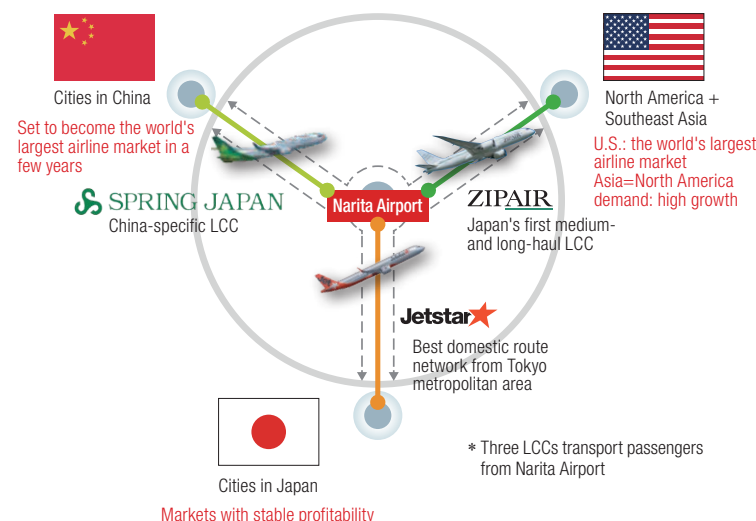 Cities in China
Set to become the world's
largest airline market in a
few years
SPRING JAPAN
China-specific LCC
North America +
Southeast Asia
U.S.: the world's largest
airline market
Asia=North America
demand: high growth
Narita Airport
ZIPAIR
Japan's first medium-
and long-haul LCC
Jetstar
Best domestic route
network from Tokyo
metropolitan area
Cities in Japan
Markets with stable profitability
* Three LCCs transport passengers
from Narita Airport